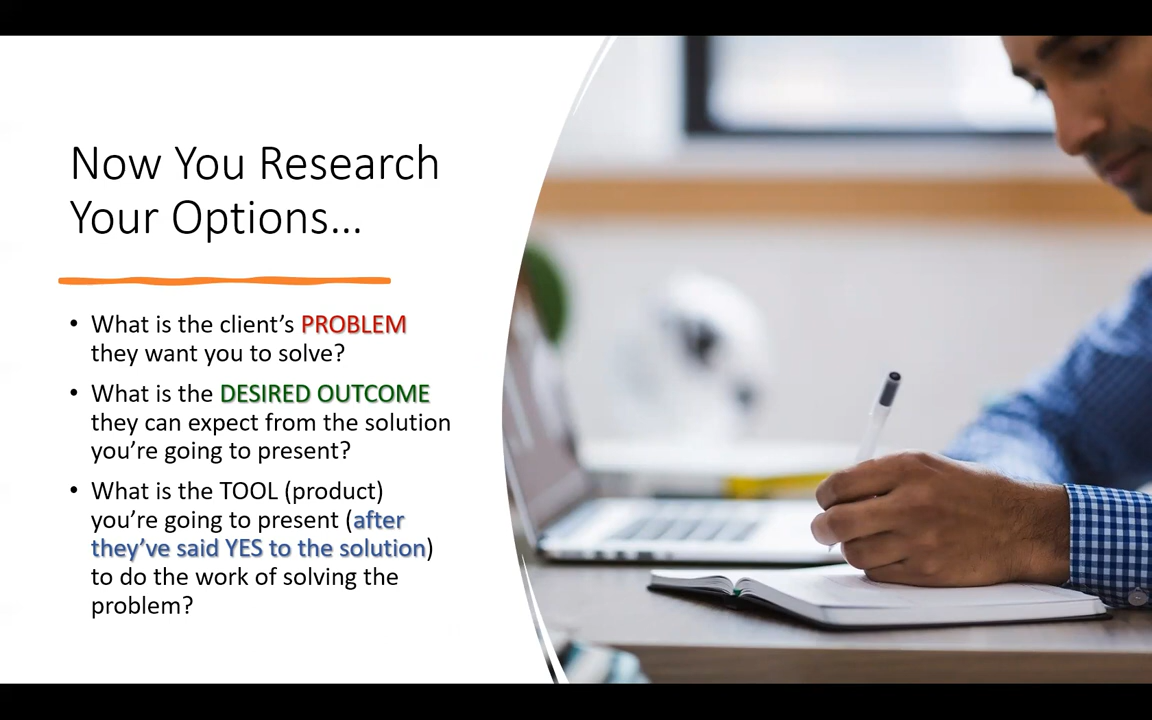 Now You Research
Your Options...
• What is the client’s PROBLEM
they want you to solve?
• What is the DESIRED OUTCOME
they can expect from the solution
you’re going to present?
• What is the TOOL (product)
you’re going to present (after
they’ve said YES to the solution)
to do the work of solving the
problem?